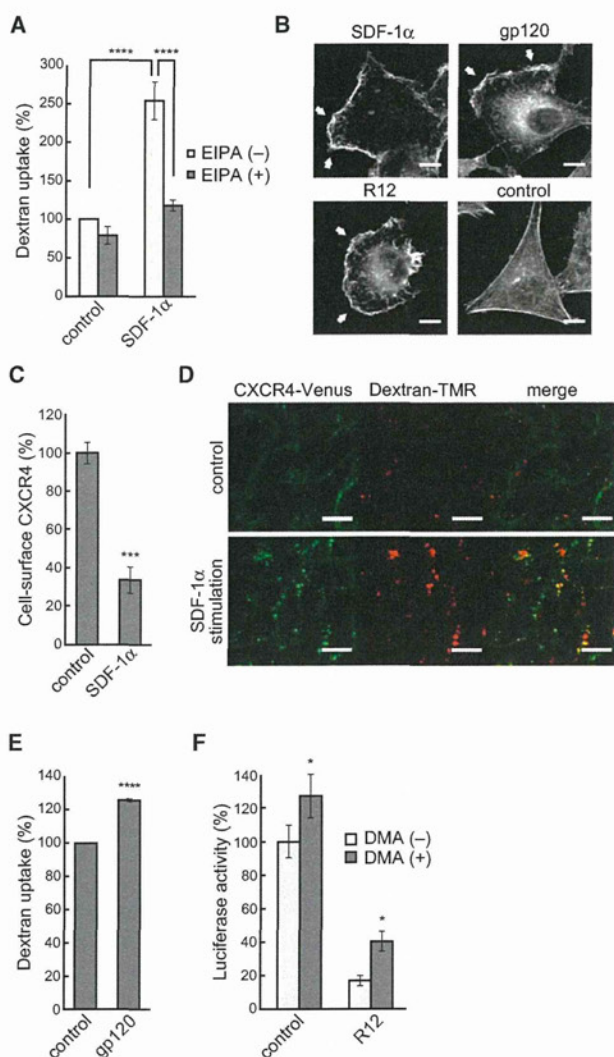 A
**** ****
300
250
200
150
100
50
0
Dextran uptake (%)
EIPA (–)
EIPA (+)
control
SDF-1α
B
SDF-1α gp120
R12 control
C
120
100
80
60
40
20
0
Cell-surface CXCR4 (%)
***
control
SDF-1α
D
CXCR4-Venus Dextran-TMR merge
control
SDF-1α
stimulation
E
140
120
100
80
60
40
20
0
Dextran uptake (%)
****
control
gp120
F
140
120
100
80
60
40
20
0
Luciferase activity (%)
*
*
DMA (–)
DMA (+)
control
R12